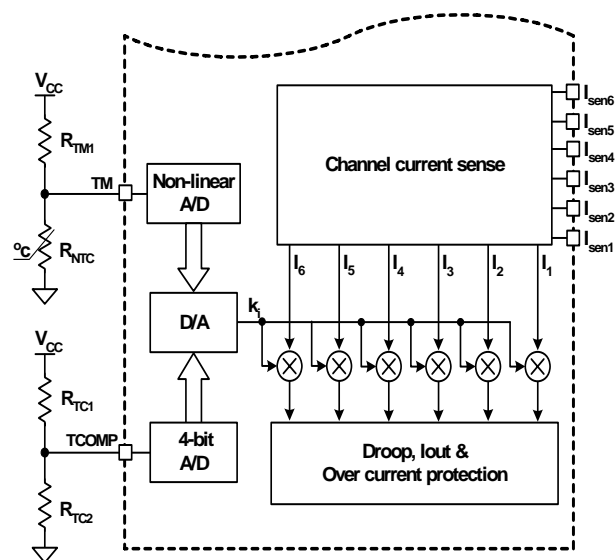 VCC
RTM1
TM
oC
RNTC
VCC
RTC1
TCOMP
RTC2
Non-linear
A/D
D/A
4-bit
A/D
ki
Channel current sense
Isen6
Isen5
Isen4
Isen3
Isen2
Isen1
I6
I5
I4
I3
I2
I1
Droop, Iout &
Over current protection